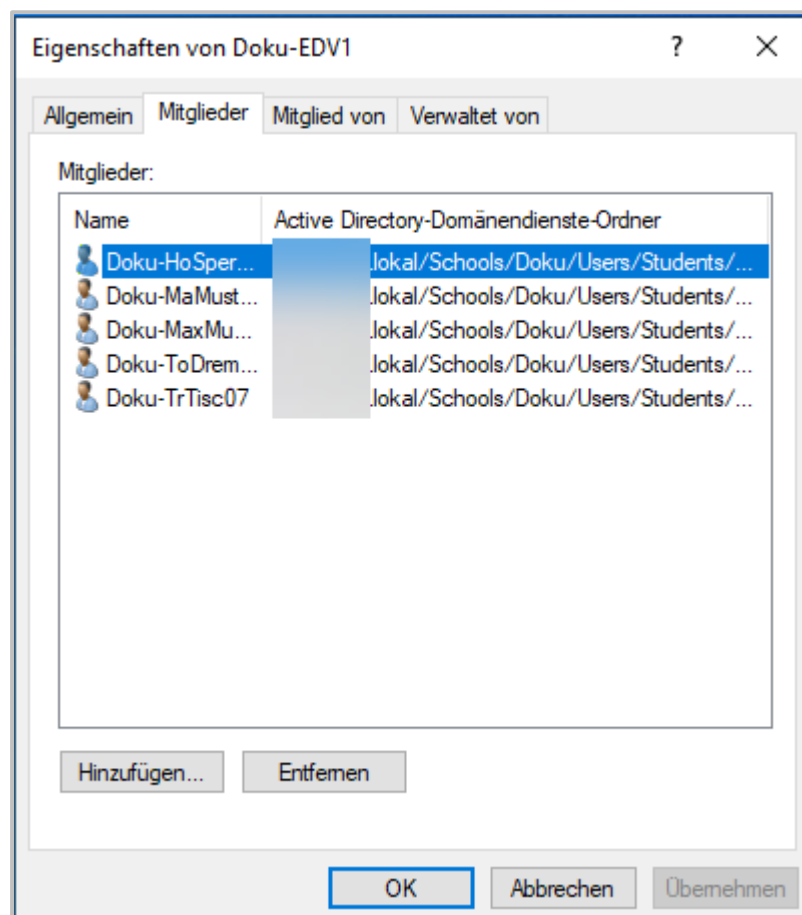 Eigenschaften von Doku-EDV1 ?
Allgemein Mitglieder Mitglied von Verwaltet von
Mitglieder:
Name Active Directory-Domänendienste-Ordner
Doku-HoSper... .lokal/Schools/Doku/Users/Students/...
Doku-MaMust... .lokal/Schools/Doku/Users/Students/...
Doku-MaxMu... .lokal/Schools/Doku/Users/Students/...
Doku-ToDrem... .lokal/Schools/Doku/Users/Students/...
Doku-TrTisc07 .lokal/Schools/Doku/Users/Students/...
Hinzufügen... Entfernen
OK Abbrechen Übernehmen